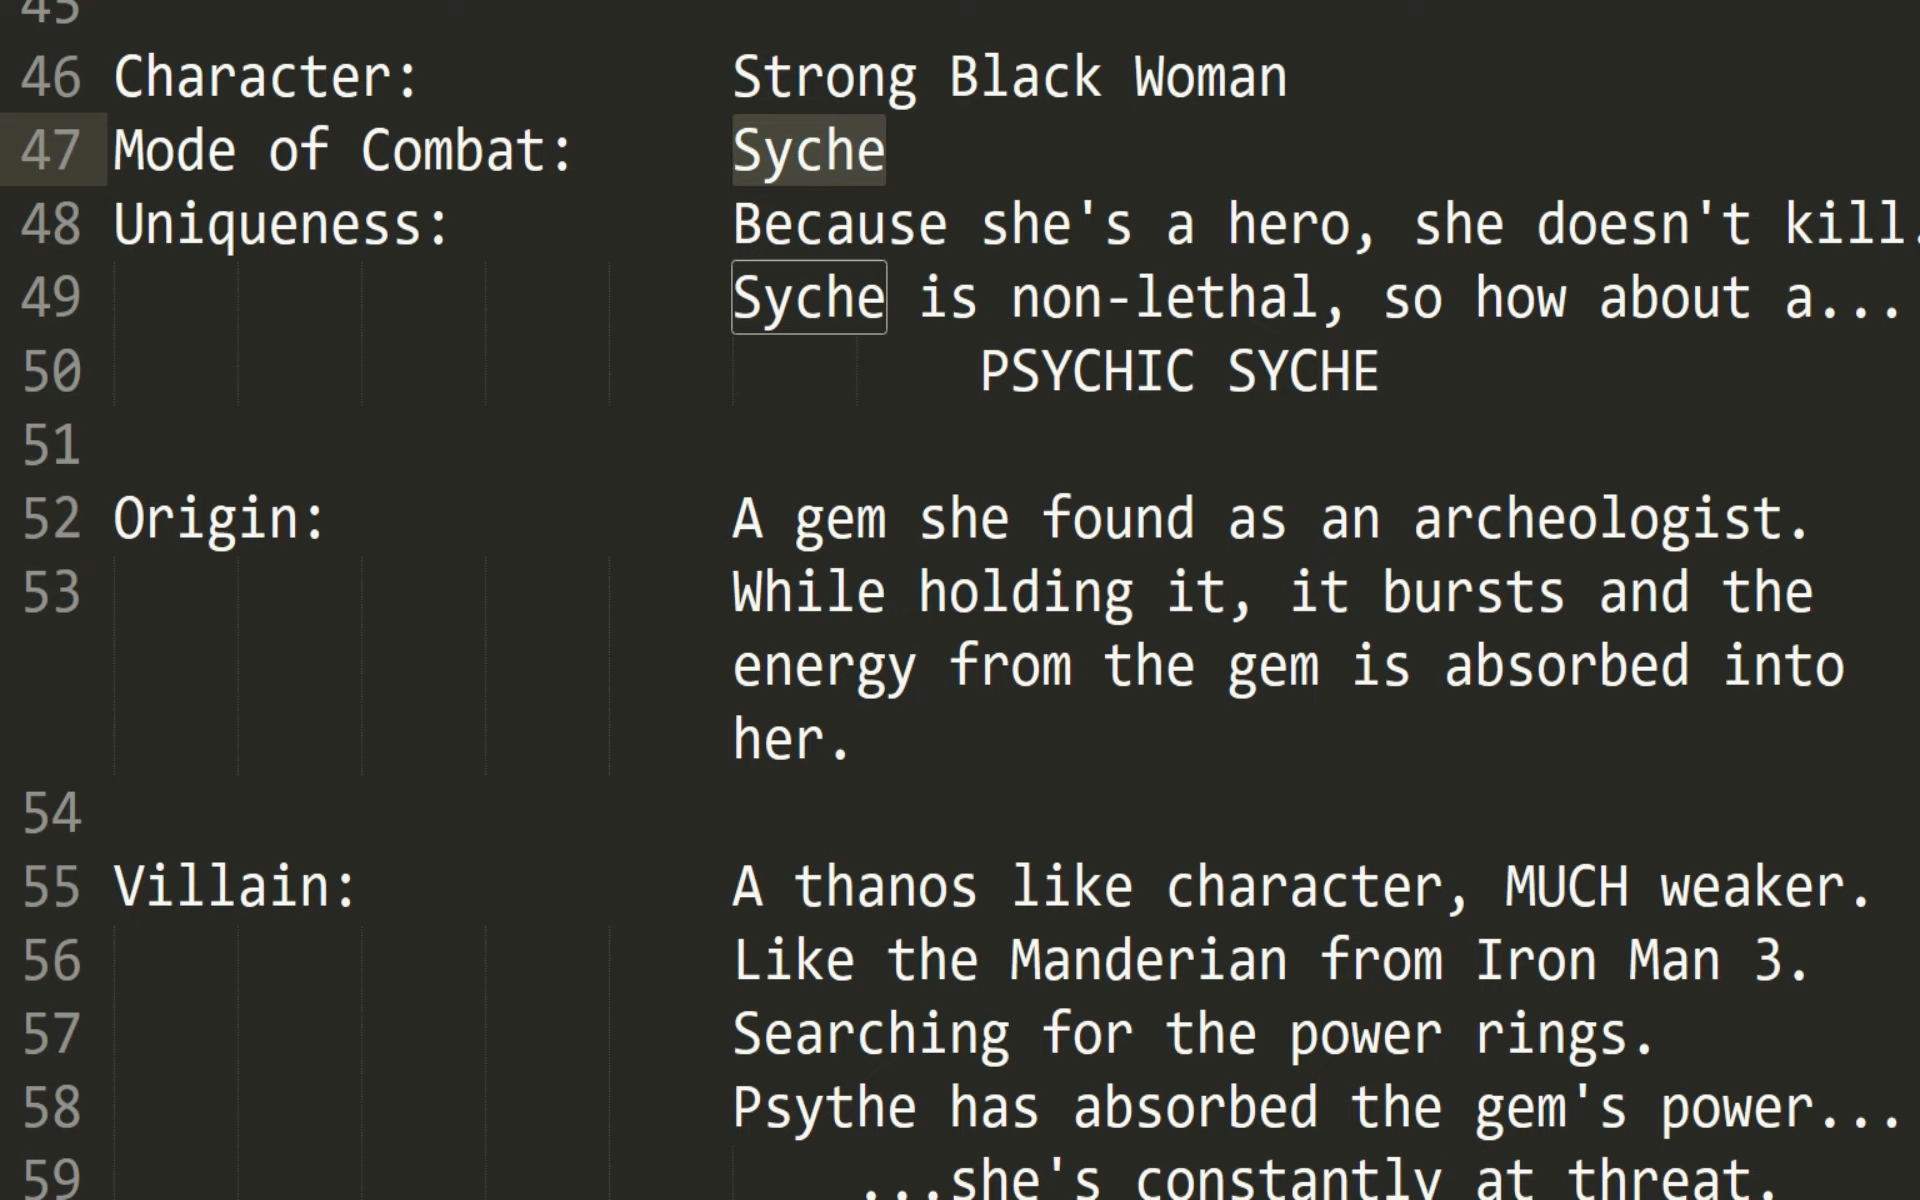 45
46 Character: Strong Black Woman
47 Mode of Combat: Syche
48 Uniqueness: Because she's a hero, she doesn't kill.
49 Syche is non-lethal, so how about a...
50 PSYCHIC SYCHE
51
52 Origin: A gem she found as an archeologist.
53 While holding it, it bursts and the
energy from the gem is absorbed into
her.
54
55 Villain: A thanos like character, MUCH weaker.
56 Like the Manderian from Iron Man 3.
57 Searching for the power rings.
58 Psythe has absorbed the gem's power...
59 ...she's constantly at threat.